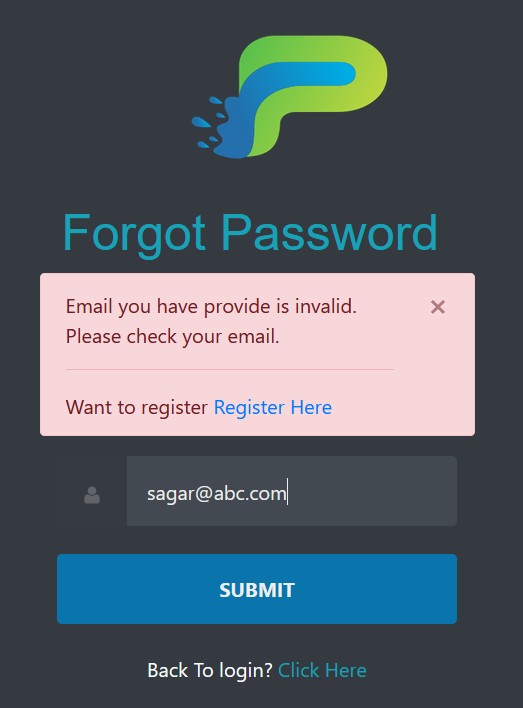 Forgot Password
Email you have provide is invalid.
Please check your email.
×
Want to register Register Here
sagar@abc.com
SUBMIT
Back To login? Click Here